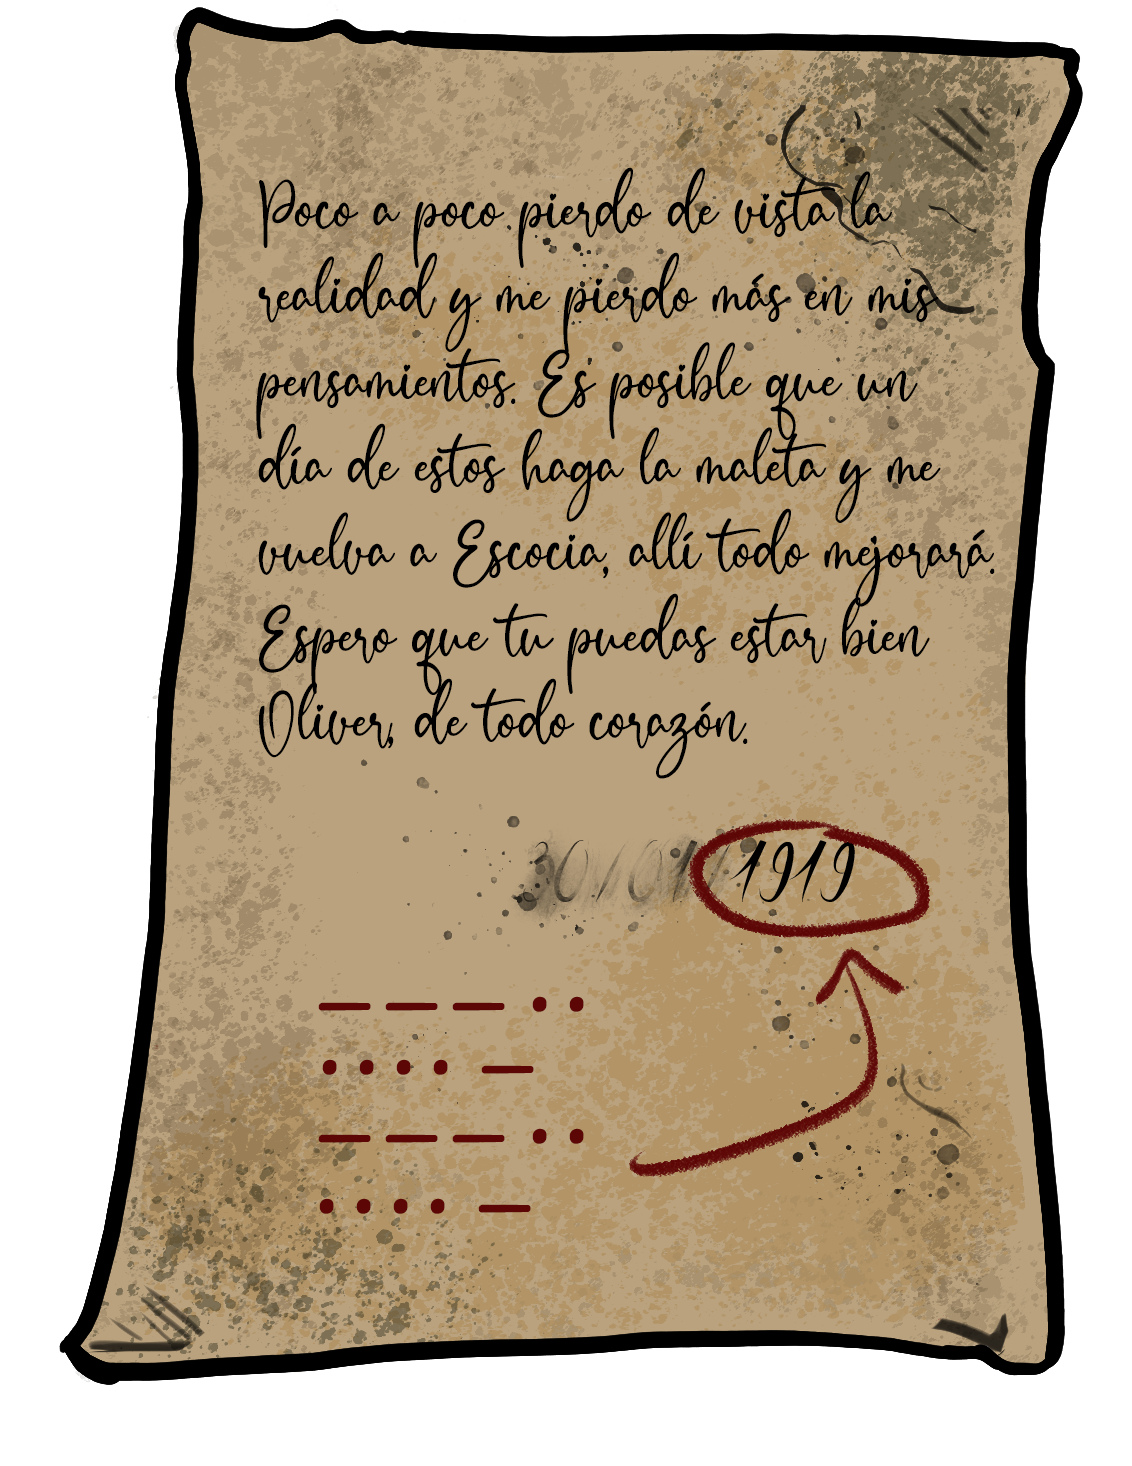 Poco a poco pierdo de vista la
realidad y me pierdo más en mis
pensamientos. Es posible que un
día de estos haga la maleta y me
vuelva a Escocia, allí todo mejorará.
Espero que tu puedas estar bien
Oliver, de todo corazón.
30/01/1919
— — — • •
• • • • —
— — — • •
• • • • —